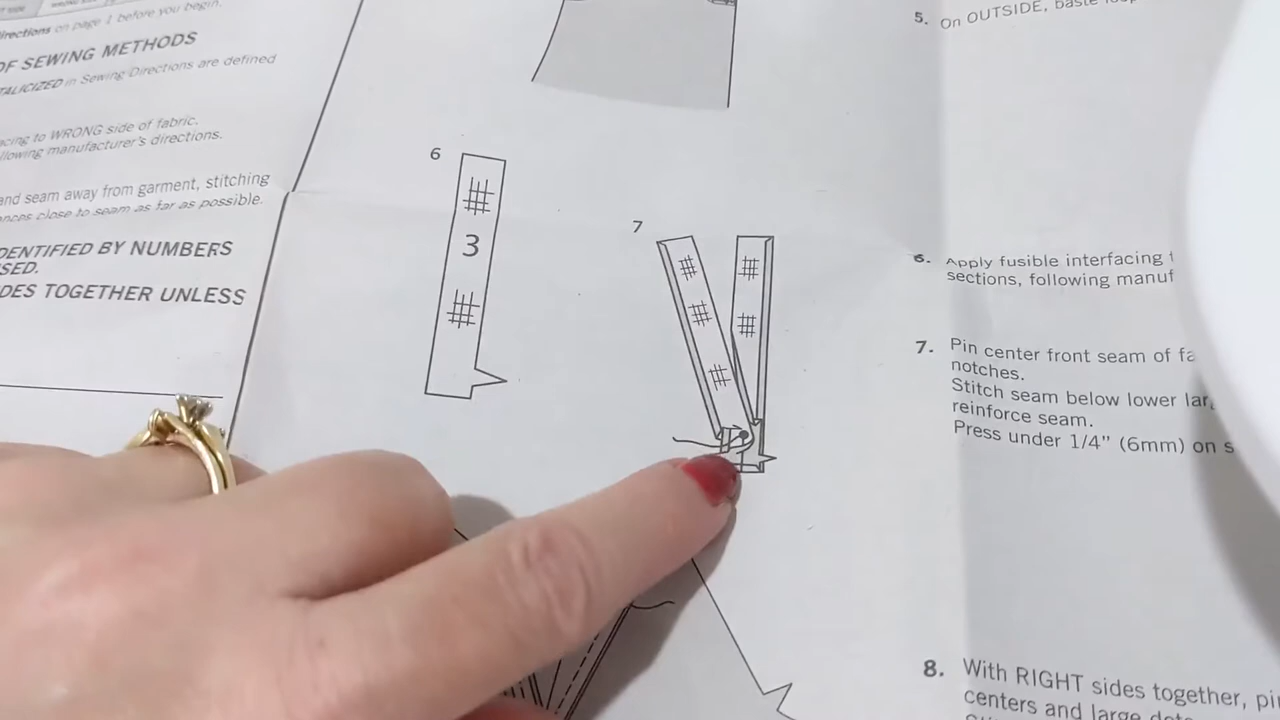 directions on page 1 before you begin.
OF SEWING METHODS
ITALICIZED in Sewing Directions are defined
acing to WRONG side of fabric.
llowing manufacturer's directions.
and seam away from garment, stitching
ances close to seam as far as possible.
DENTIFIED BY NUMBERS
SED.
DES TOGETHER UNLESS
6
3
7
5. On OUTSIDE, baste
6. Apply fusible interfacing
sections, following manuf
7. Pin center front seam of fa
notches.
Stitch seam below lower lar
reinforce seam.
Press under 1/4" (6mm) on s
8. With RIGHT sides together, pi
centers and large